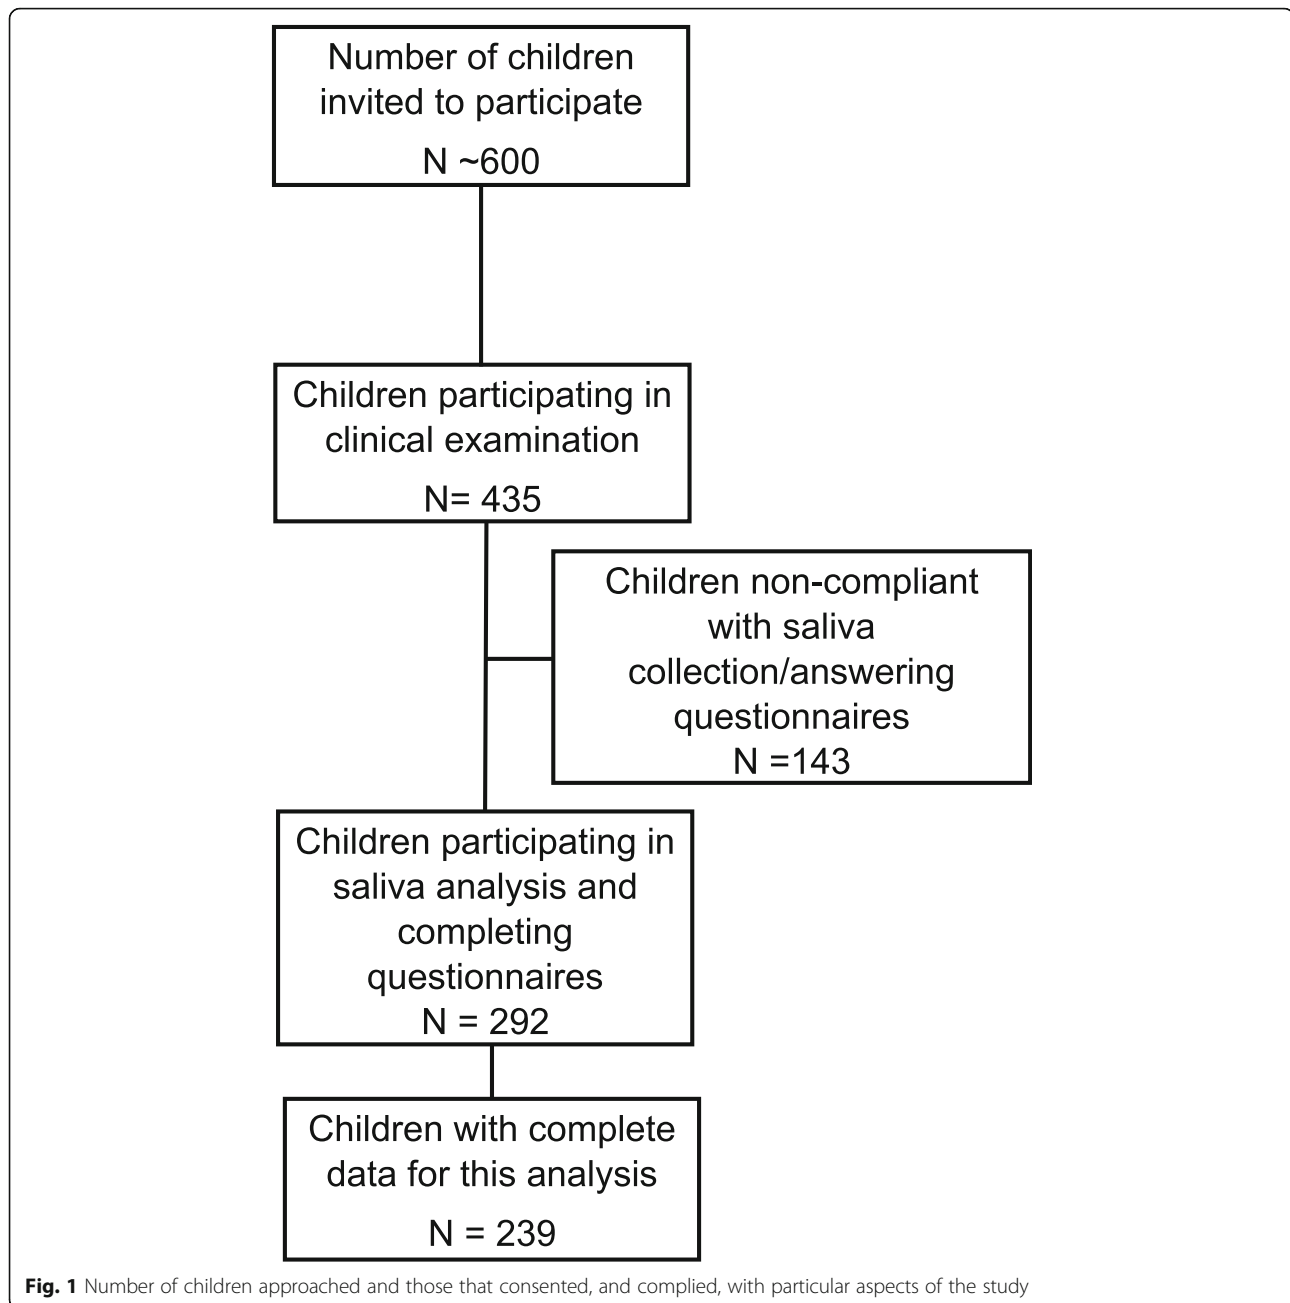 Number of children
invited to participate
N ~600
Children participating in
clinical examination
N= 435
Children non-compliant
with saliva
collection/answering
questionnaires
N =143
Children participating in
saliva analysis and
completing
questionnaires
N = 292
Children with complete
data for this analysis
N = 239
Fig. 1 Number of children approached and those that consented, and complied, with particular aspects of the study